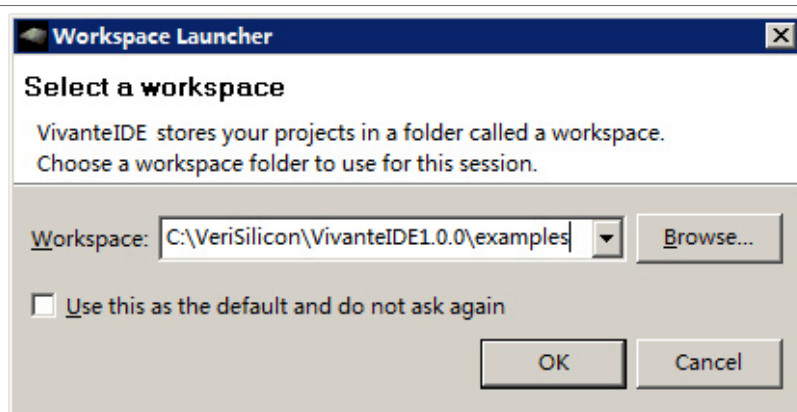 Workspace Launcher
Select a workspace
VivanteIDE stores your projects in a folder called a workspace.
Choose a workspace folder to use for this session.
Workspace: C:\VeriSilicon\VivanteIDE1.0.0\examples Browse...
Use this as the default and do not ask again
OK Cancel